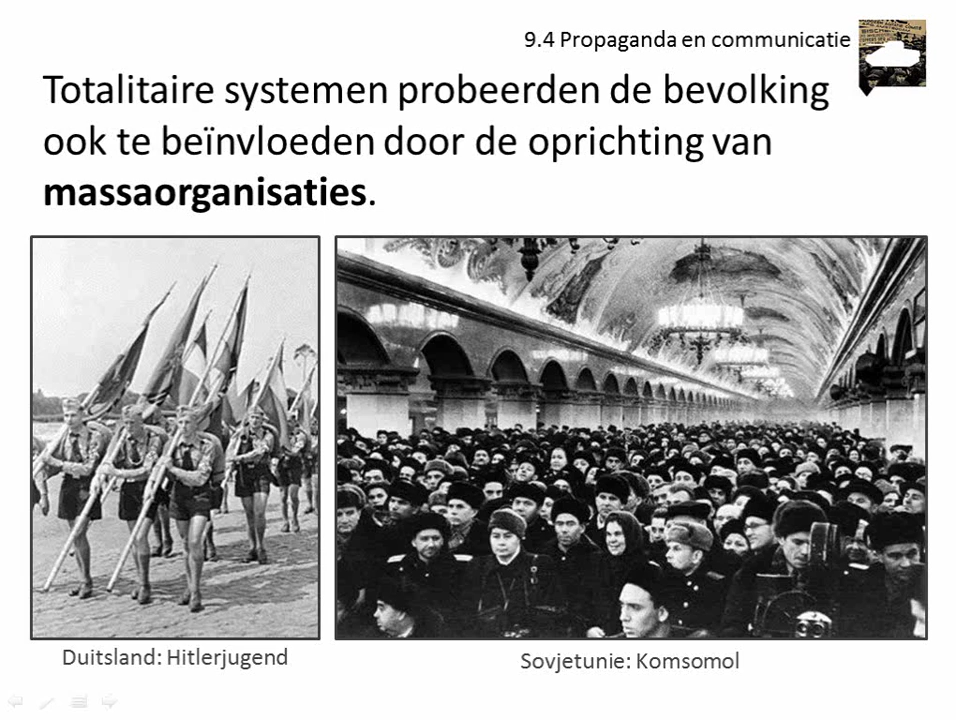 9.4 Propaganda en communicatie
Totalitaire systemen probeerden de bevolking
ook te beïnvloeden door de oprichting van
massaorganisaties.
Duitsland: Hitlerjugend
Sovjetunie: Komsomol